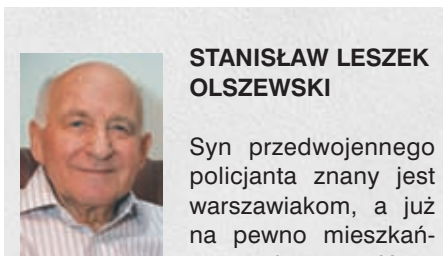 STANISŁAW LESZEK
OLSZEWSKI
Syn przedwojennego
policjanta znany jest
warszawiakom, a już
na pewno mieszkań-